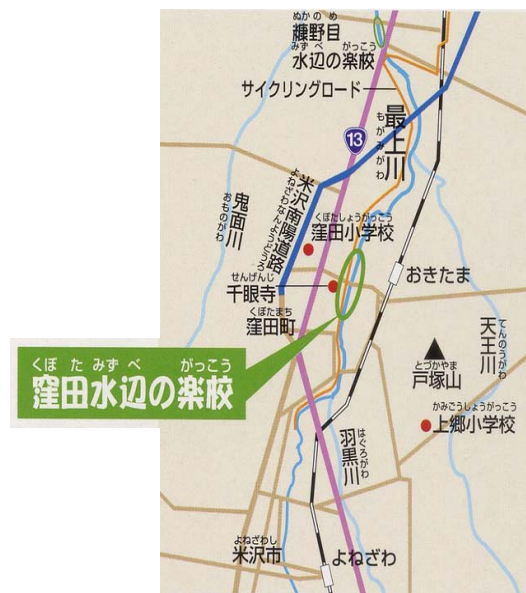 ぬかのめ
糠野目
みずべ がっこう
水辺の楽校
サイクリングロード
最上川
もがみがわ
13
米沢南陽道路
よねざわなんようどうろ
鬼面川
おものがわ
くぼたしょうがっこう
窪田小学校
せんげんじ
千眼寺
おきたま
くぼたまち
窪田町
天王川
てんのうがわ
とづかやま
戸塚山
くぼ た みずべ がっこう
窪田水辺の楽校
かみごうしょうがっこう
上郷小学校
羽黒川
はぐろがわ
よねざわし
米沢市
よねざわ